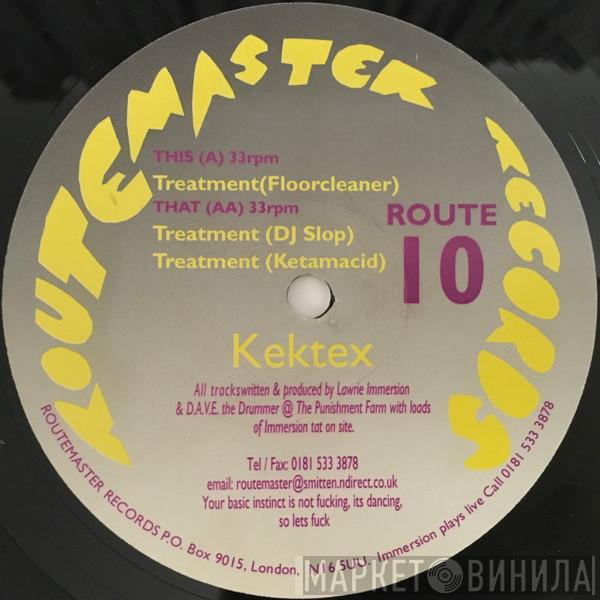 ROUTEMASTER RECORDS
THIS (A) 33rpm
Treatment(Floorcleaner)
THAT (AA) 33rpm
Treatment (DJ Slop)
Treatment (Ketamacid)
ROUTE
10
Kektex
All trackswritten & produced by Lawrie Immersion
& D.A.V.E. the Drummer @ The Punishment Farm with loads
of Immersion tat on site.
Tel / Fax: 0181 533 3878
email: routemaster@smitten.ndirect.co.uk
Your basic instinct is not fucking, its dancing,
so lets fuck
ROUTEMASTER RECORDS P.O. Box 9015, London, N16 5UU. Immersion plays live Call 0181 533 3878
МАРКЕТ ВИНИЛА